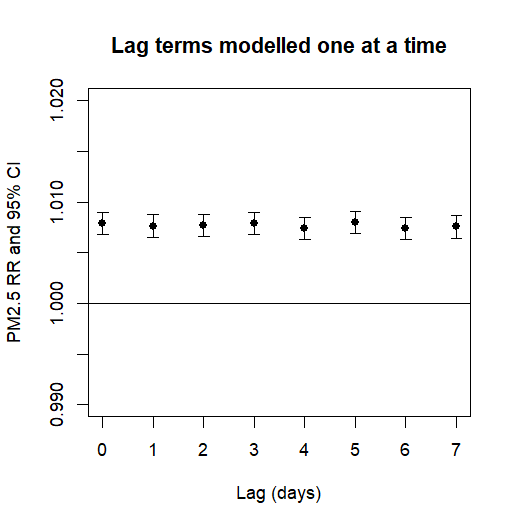 Lag terms modelled one at a time
PM2.5 RR and 95% CI
1.020
1.010
1.000
0.990
0 1 2 3 4 5 6 7
Lag (days)